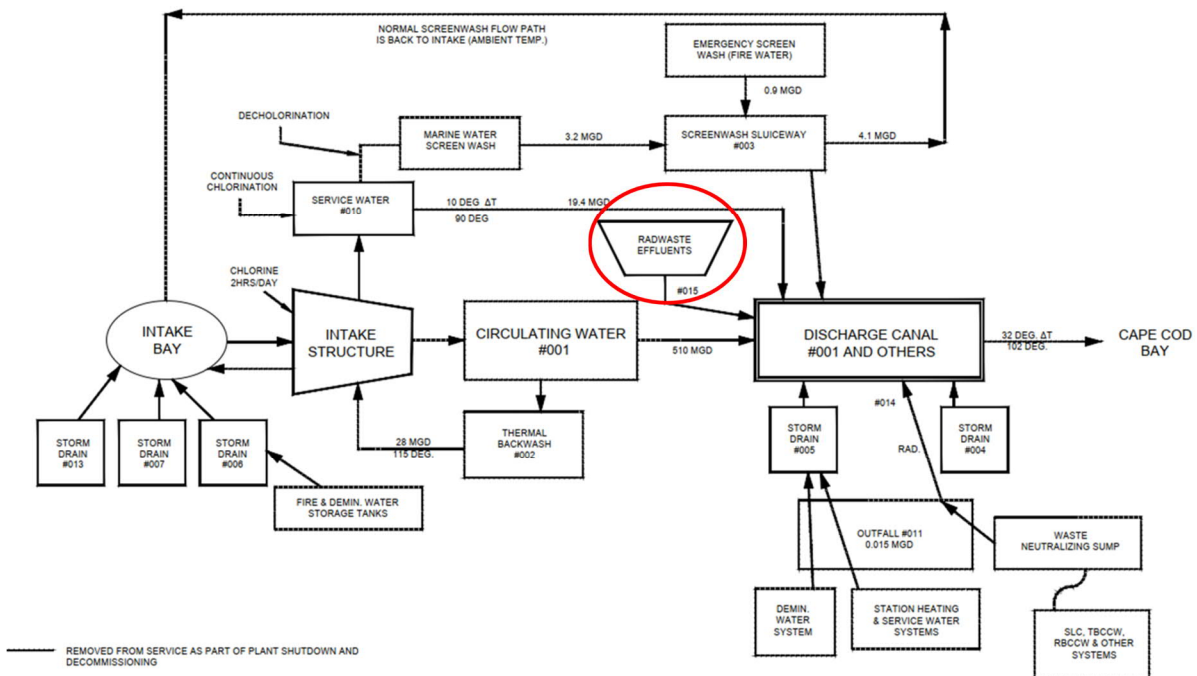 NORMAL SCREENWASH FLOW PATH
IS BACK TO INTAKE (AMBIENT TEMP.)
EMERGENCY SCREEN
WASH (FIRE WATER)
0.9 MGD
DECHOLORINATION
MARINE WATER
SCREEN WASH
3.2 MGD
SCREENWASH SLUICEWAY
#003
4.1 MGD
CONTINUOUS
CHLORINATION
SERVICE WATER
#010
10 DEG ΔT
90 DEG
19.4 MGD
RADWASTE
EFFLUENTS
#015
CHLORINE
2HRS/DAY
INTAKE
BAY
INTAKE
STRUCTURE
CIRCULATING WATER
#001
510 MGD
DISCHARGE CANAL
#001 AND OTHERS
32 DEG. ΔT
102 DEG.
CAPE COD
BAY
STORM
DRAIN
#013
STORM
DRAIN
#007
STORM
DRAIN
#006
28 MGD
115 DEG.
THERMAL
BACKWASH
#002
STORM
DRAIN
#005
#014
RAD.
STORM
DRAIN
#004
FIRE & DEMIN. WATER
STORAGE TANKS
OUTFALL #011
0.015 MGD
WASTE
NEUTRALIZING SUMP
DEMIN.
WATER
SYSTEM
STATION HEATING
& SERVICE WATER
SYSTEMS
SLC, TBCCW,
RBCCW & OTHER
SYSTEMS
REMOVED FROM SERVICE AS PART OF PLANT SHUTDOWN AND
DECOMMISSIONING